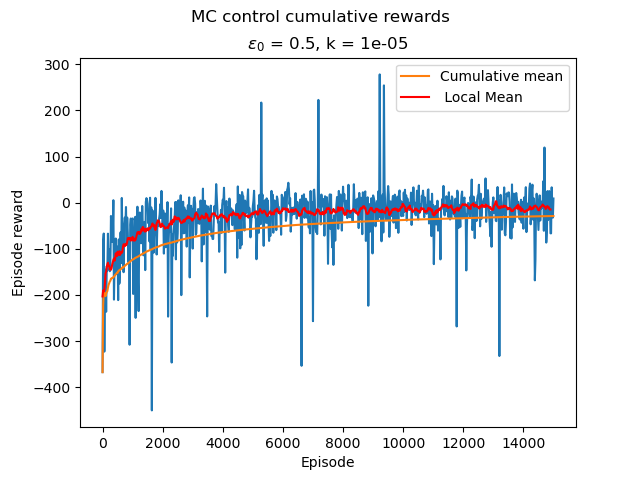 MC control cumulative rewards
ε₀ = 0.5, k = 1e-05
Cumulative mean
Local Mean
Episode reward
300
200
100
0
−100
−200
−300
−400
0 2000 4000 6000 8000 10000 12000 14000
Episode